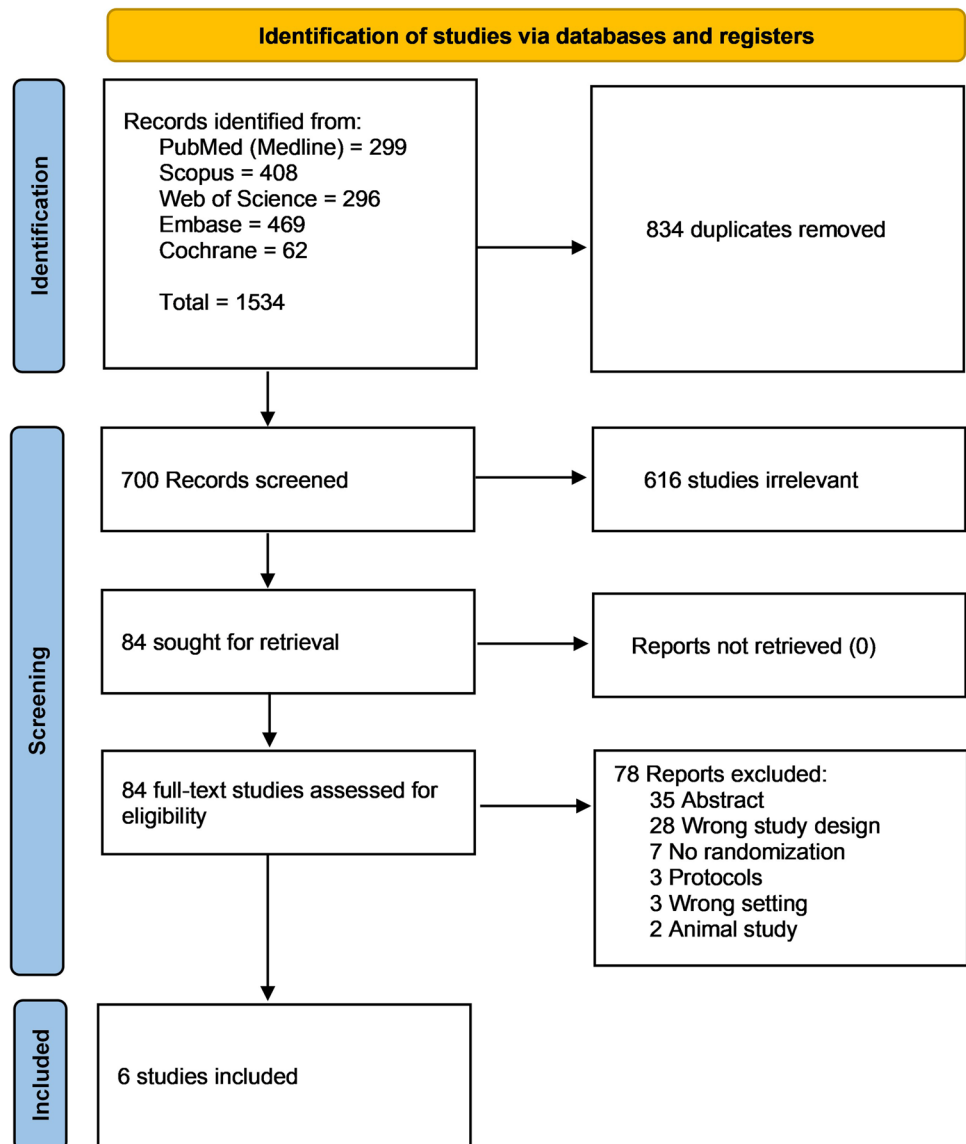 Identification of studies via databases and registers
Identification
Records identified from:
PubMed (Medline) = 299
Scopus = 408
Web of Science = 296
Embase = 469
Cochrane = 62
Total = 1534
834 duplicates removed
Screening
700 Records screened
616 studies irrelevant
84 sought for retrieval
Reports not retrieved (0)
84 full-text studies assessed for
eligibility
78 Reports excluded:
35 Abstract
28 Wrong study design
7 No randomization
3 Protocols
3 Wrong setting
2 Animal study
Included
6 studies included